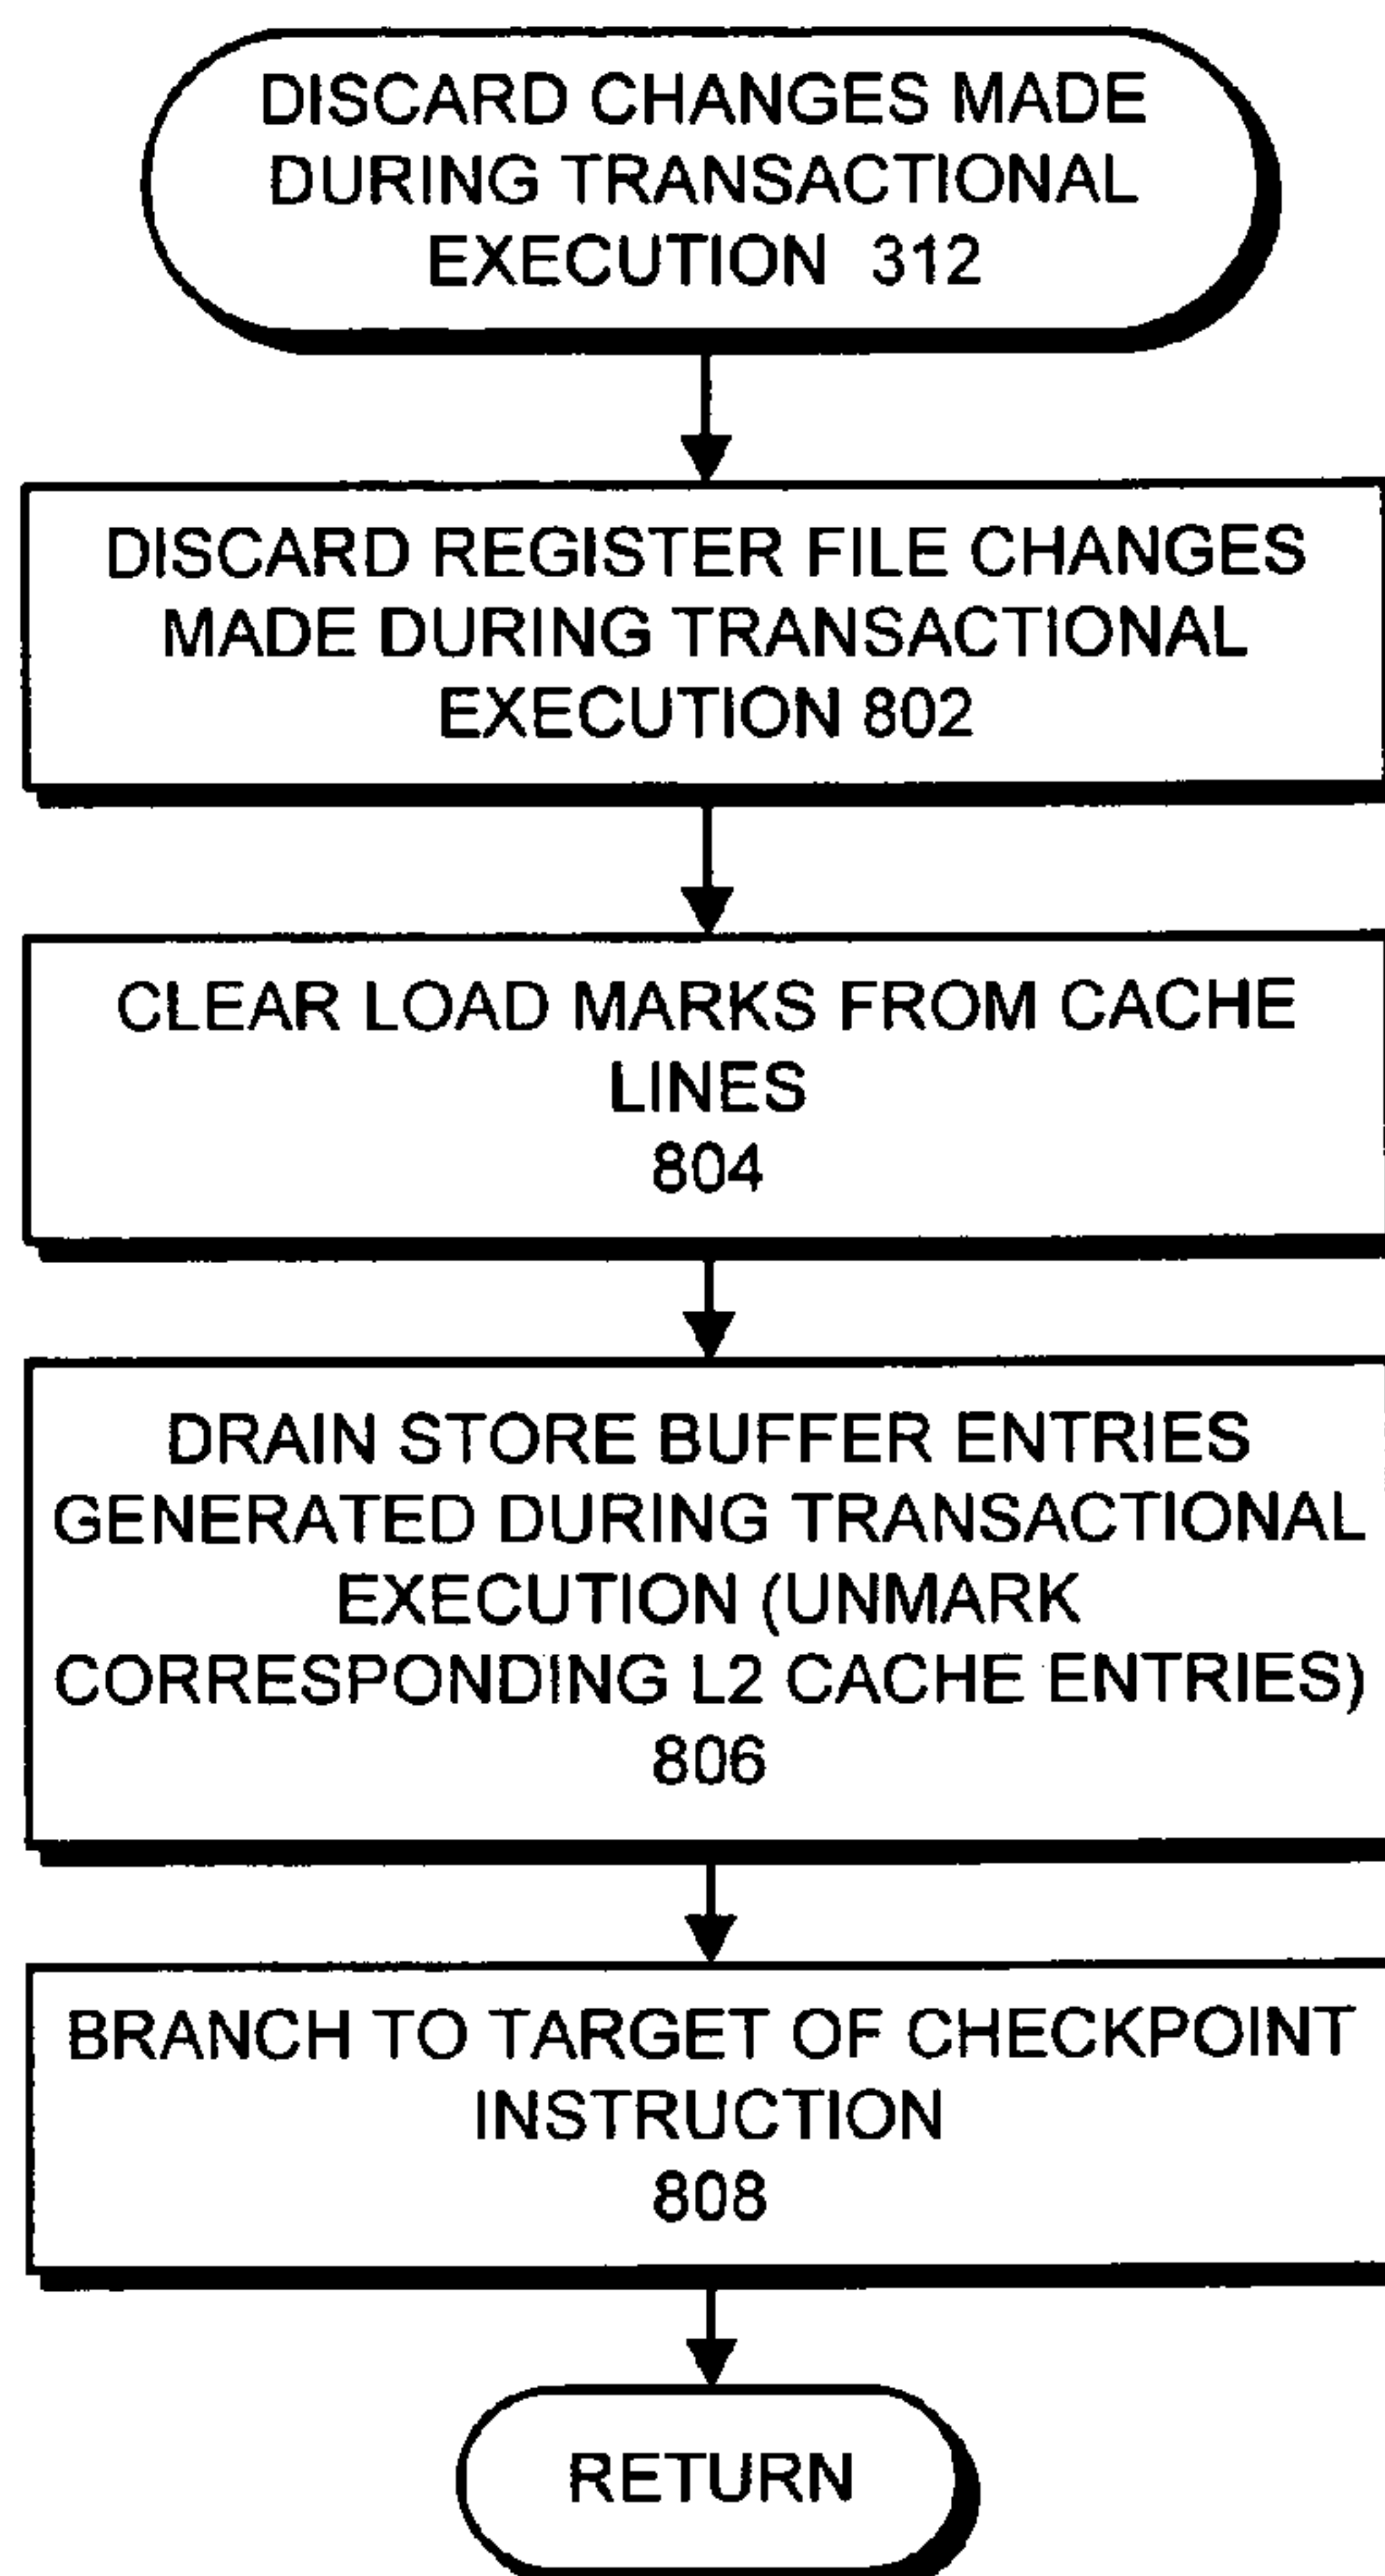 DISCARD CHANGES MADE
DURING TRANSACTIONAL
EXECUTION 312
DISCARD REGISTER FILE CHANGES
MADE DURING TRANSACTIONAL
EXECUTION 802
CLEAR LOAD MARKS FROM CACHE
LINES
804
DRAIN STORE BUFFER ENTRIES
GENERATED DURING TRANSACTIONAL
EXECUTION (UNMARK
CORRESPONDING L2 CACHE ENTRIES)
806
BRANCH TO TARGET OF CHECKPOINT
INSTRUCTION
808
RETURN